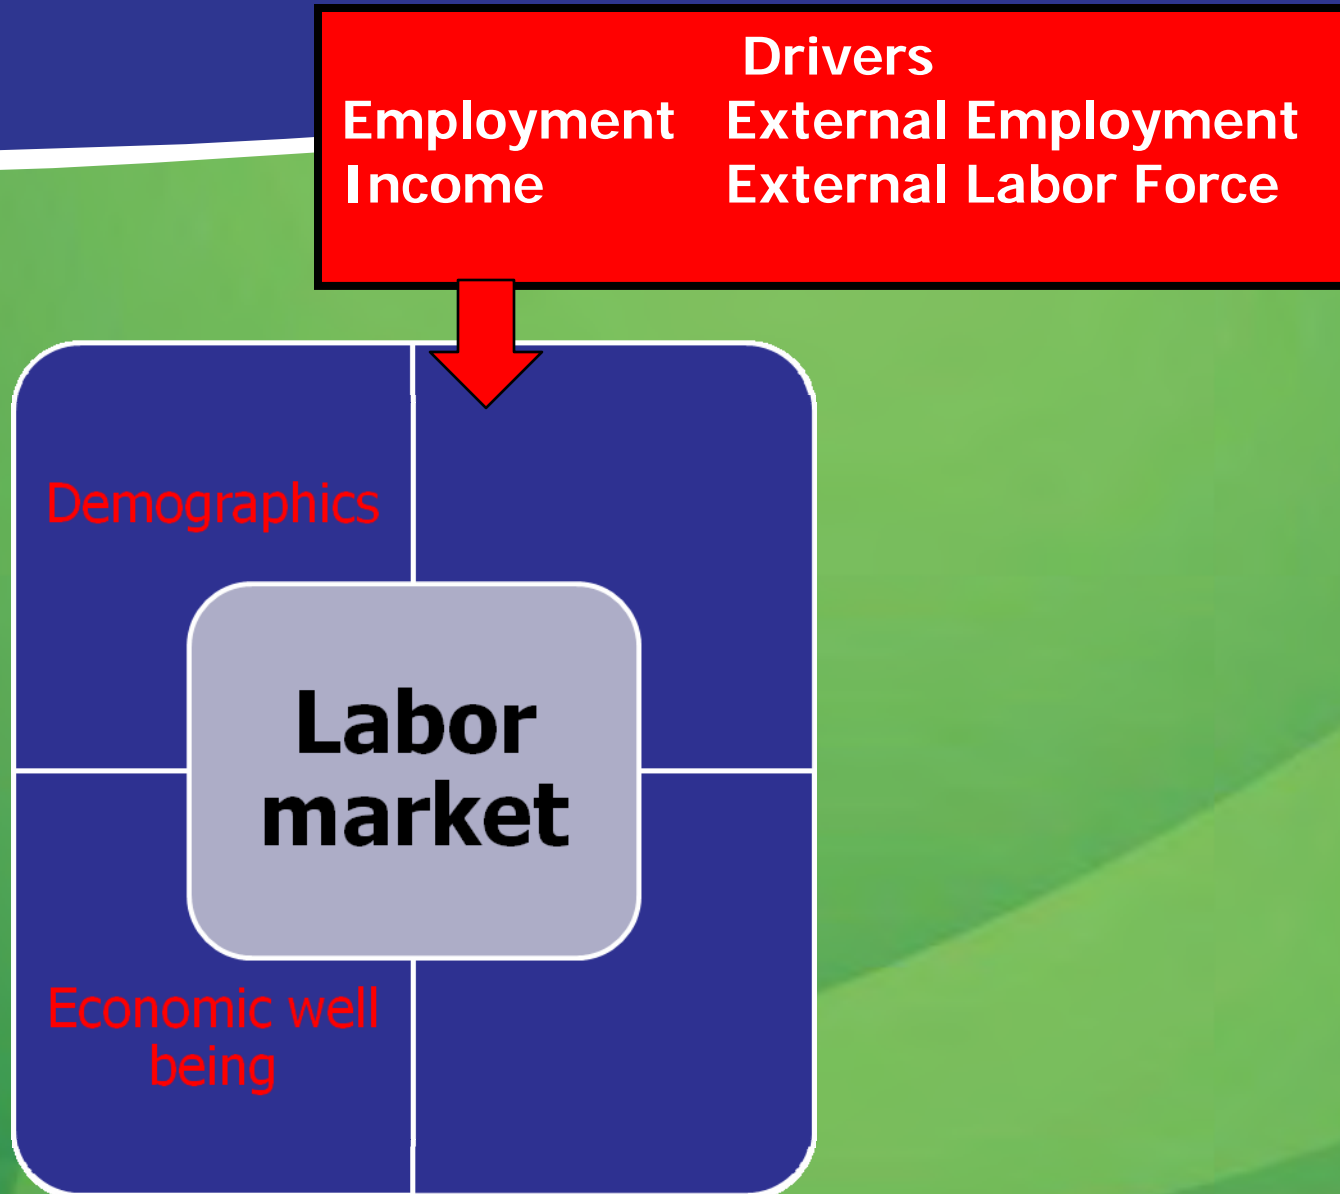 Drivers
Employment External Employment
Income External Labor Force
Demographics
Labor
market
Economic well
being